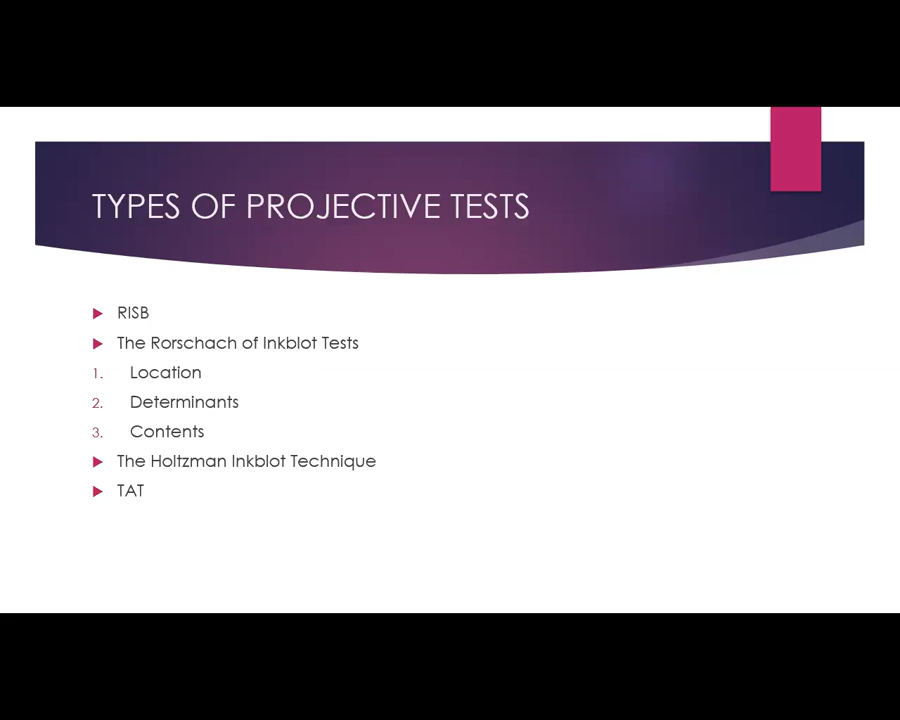 TYPES OF PROJECTIVE TESTS
RISB
The Rorschach of Inkblot Tests
1. Location
2. Determinants
3. Contents
The Holtzman Inkblot Technique
TAT